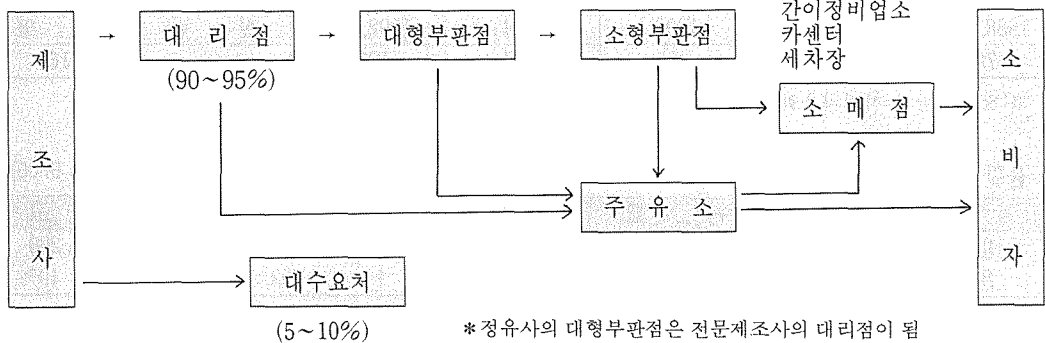 제조사
대리점
(90~95%)
대형부판점
소형부판점
간이정비업소
카센터
세차장
소매점
주유소
소비자
대수요처
(5~10%)
*정유사의 대형부판점은 전문제조사의 대리점이 됨